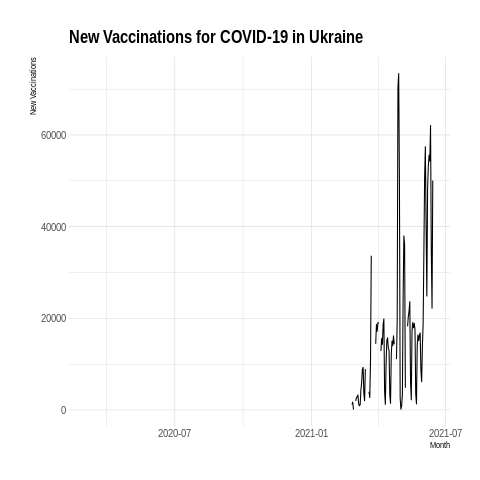 New Vaccinations for COVID-19 in Ukraine
New Vaccinations
60000
40000
20000
0
2020-07
2021-01
2021-07
Month